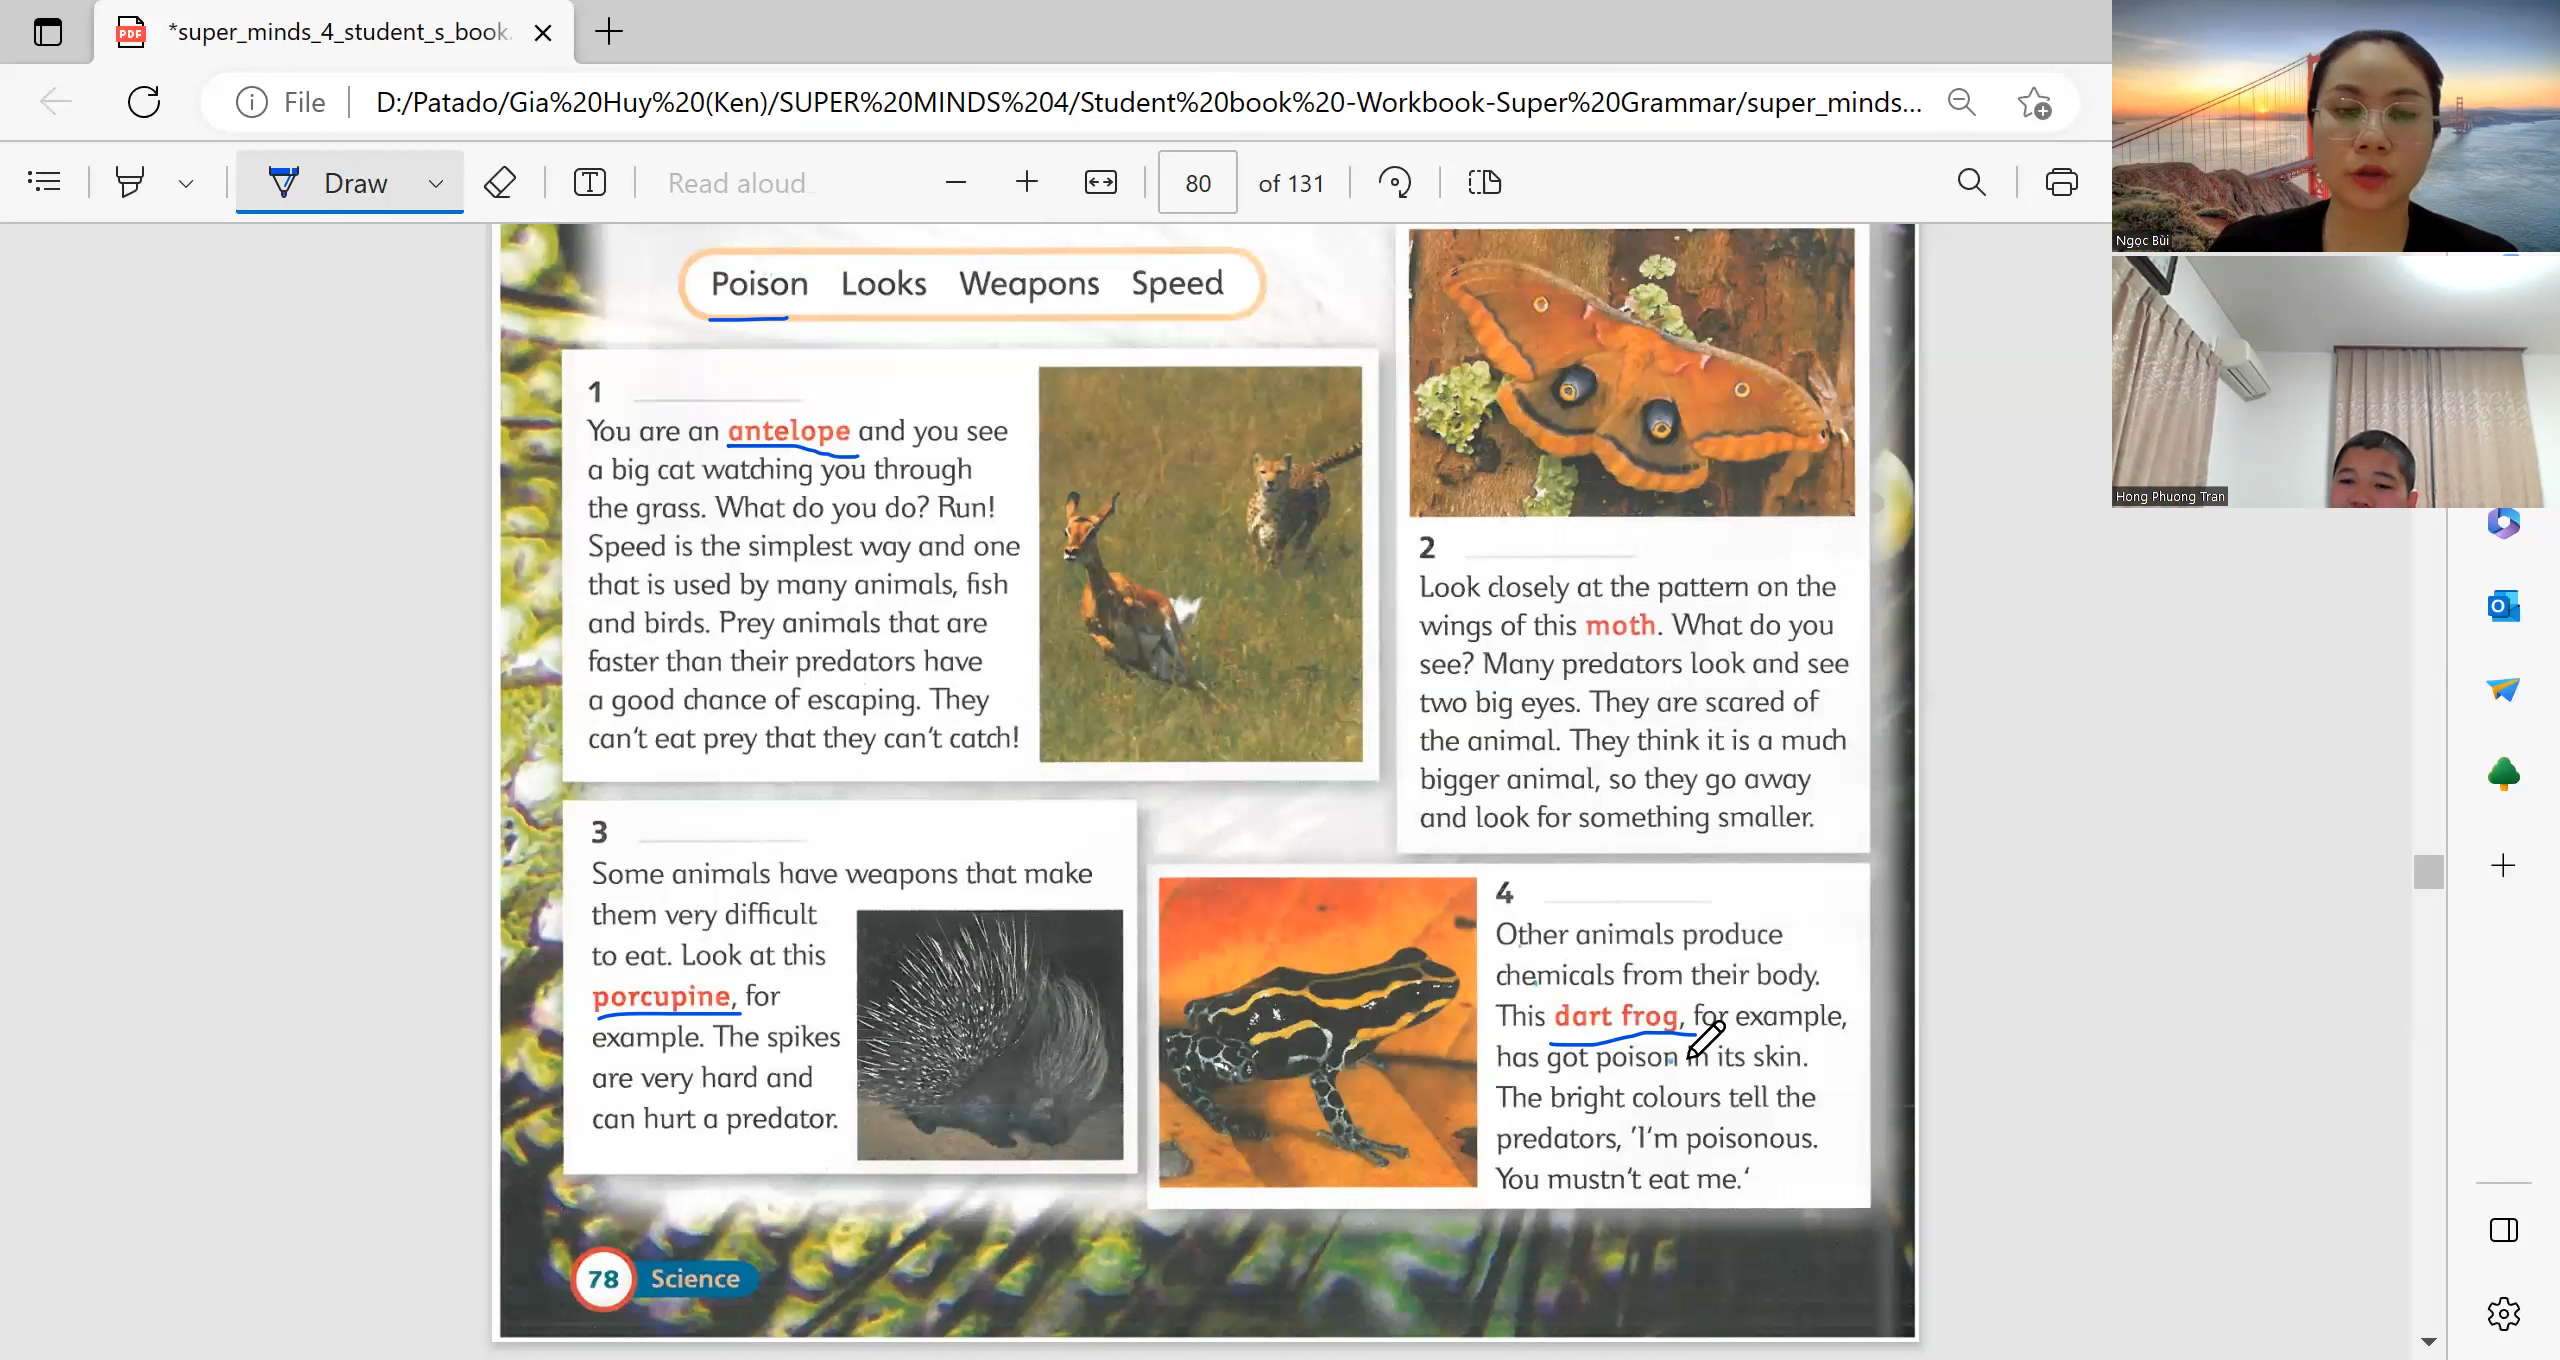 *super_minds_4_student_s_book.
File
D:/Patado/Gia%20Huy%20(Ken)/SUPER%20MINDS%204/Student%20book%20-Workbook-Super%20Grammar/super_minds...
Draw
Read aloud
80 of 131
Ngọc Bùi
Hong Phuong Tran
Poison Looks Weapons Speed
1
You are an antelope and you see
a big cat watching you through
the grass. What do you do? Run!
Speed is the simplest way and one
that is used by many animals, fish
and birds. Prey animals that are
faster than their predators have
a good chance of escaping. They
can't eat prey that they can't catch!
2
Look closely at the pattern on the
wings of this moth. What do you
see? Many predators look and see
two big eyes. They are scared of
the animal. They think it is a much
bigger animal, so they go away
and look for something smaller.
3
Some animals have weapons that make
them very difficult
to eat. Look at this
porcupine, for
example. The spikes
are very hard and
can hurt a predator.
4
Other animals produce
chemicals from their body.
This dart frog, for example,
has got poison in its skin.
The bright colours tell the
predators, 'I'm poisonous.
You mustn't eat me.'
78 Science